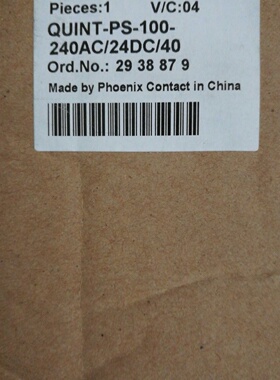 Pieces:1 V/C:04
QUINT-PS-100-
240AC/24DC/40
Ord.No.: 29 38 87 9
Made by Phoenix Contact in China